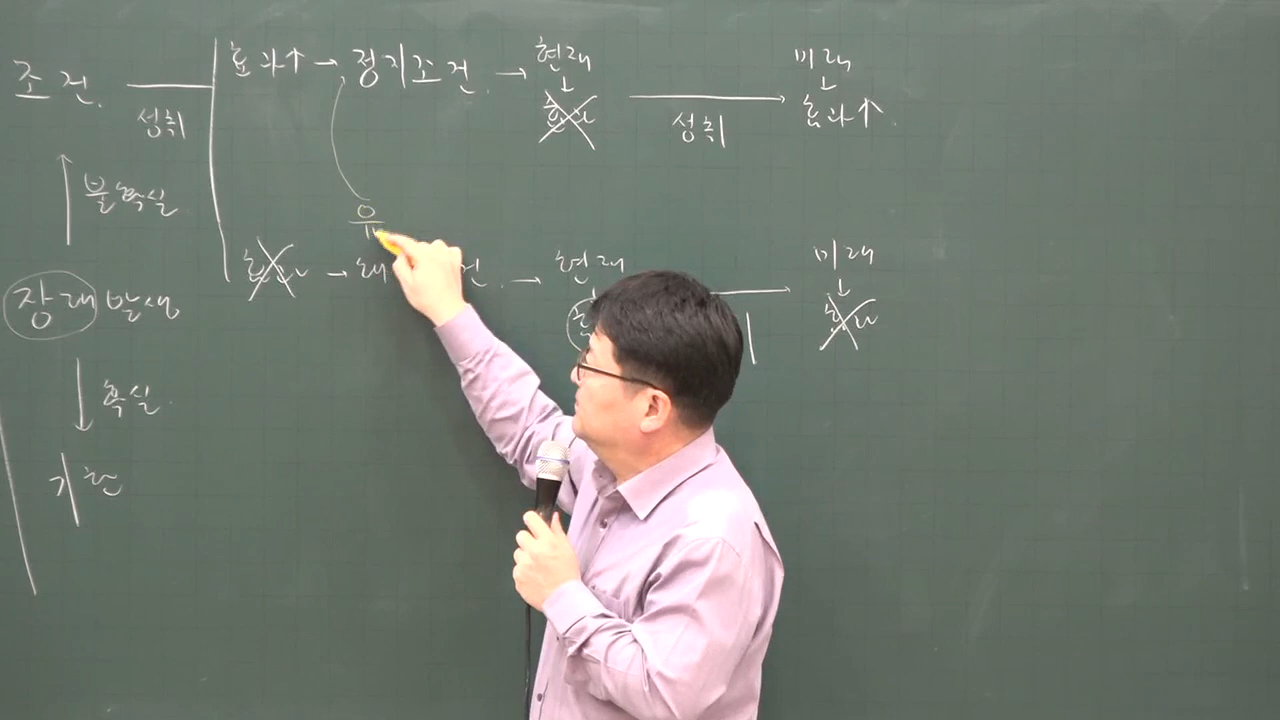 조건. 성취 효과↑ → 정지조건. → 현재 ↓ 효과 성취 → 미래 ↓ 효과↑.
↑ 불확실
유
효과 → 해 건. → 현재 → 미래 ↓ 효과
장래 발생
↓ 확실.
기한